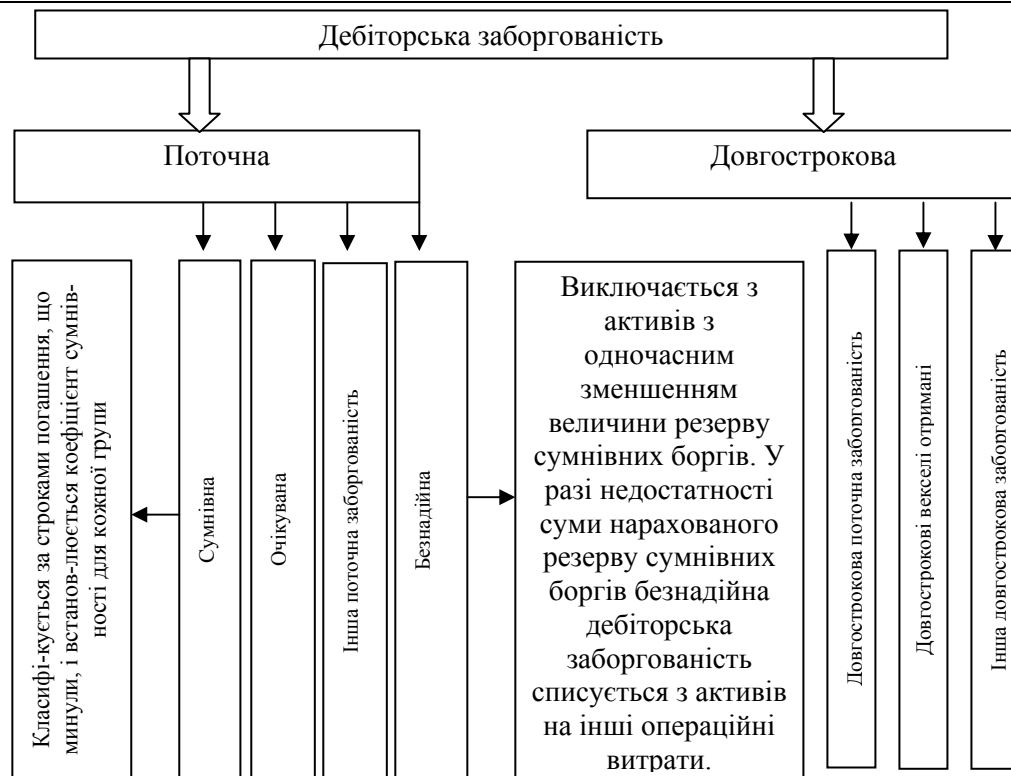 Дебіторська заборгованість
Поточна
Довгострокова
Класифі-кується за строками погашення, що
минули, і встанов-люється коефіцієнт сумнів-
ності для кожної групи
Сумнівна
Очікувана
Інша поточна заборгованість
Безнадійна
Виключається з
активів з
одночасним
зменшенням
величини резерву
сумнівних боргів. У
разі недостатності
суми нарахованого
резерву сумнівних
боргів безнадійна
дебіторська
заборгованість
списується з активів
на інші операційні
витрати.
Довгострокова поточна заборгованість
Довгострокові векселі отримані
Інша довгострокова заборгованість